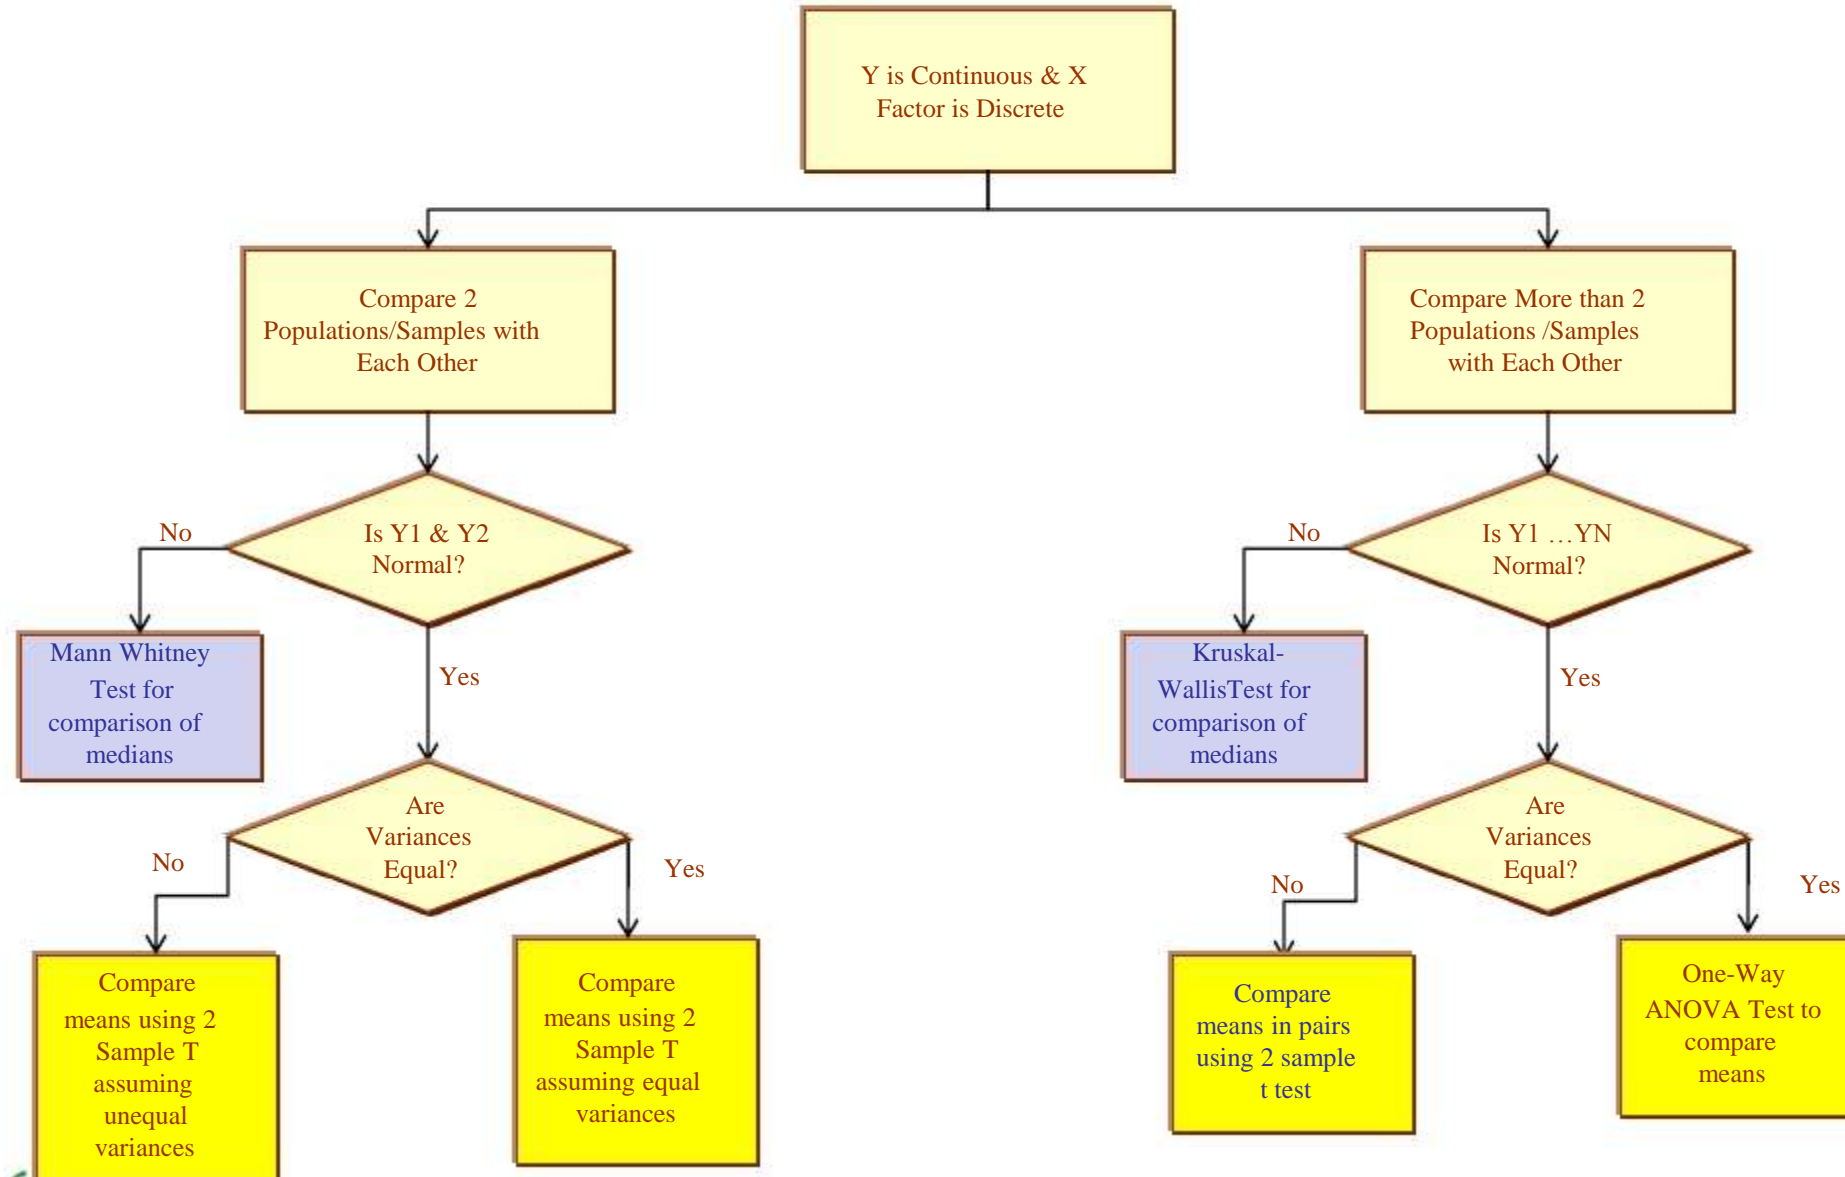 Y is Continuous & X
Factor is Discrete
Compare 2
Populations/Samples with
Each Other
Compare More than 2
Populations /Samples
with Each Other
No
Is Y1 & Y2
Normal?
No
Is Y1 …YN
Normal?
Mann Whitney
Test for
comparison of
medians
Yes
Kruskal-
WallisTest for
comparison of
medians
Yes
Are
Variances
Equal?
No
Yes
Are
Variances
Equal?
No
Yes
Compare
means using 2
Sample T
assuming
unequal
variances
Compare
means using 2
Sample T
assuming equal
variances
Compare
means in pairs
using 2 sample
t test
One-Way
ANOVA Test to
compare
means